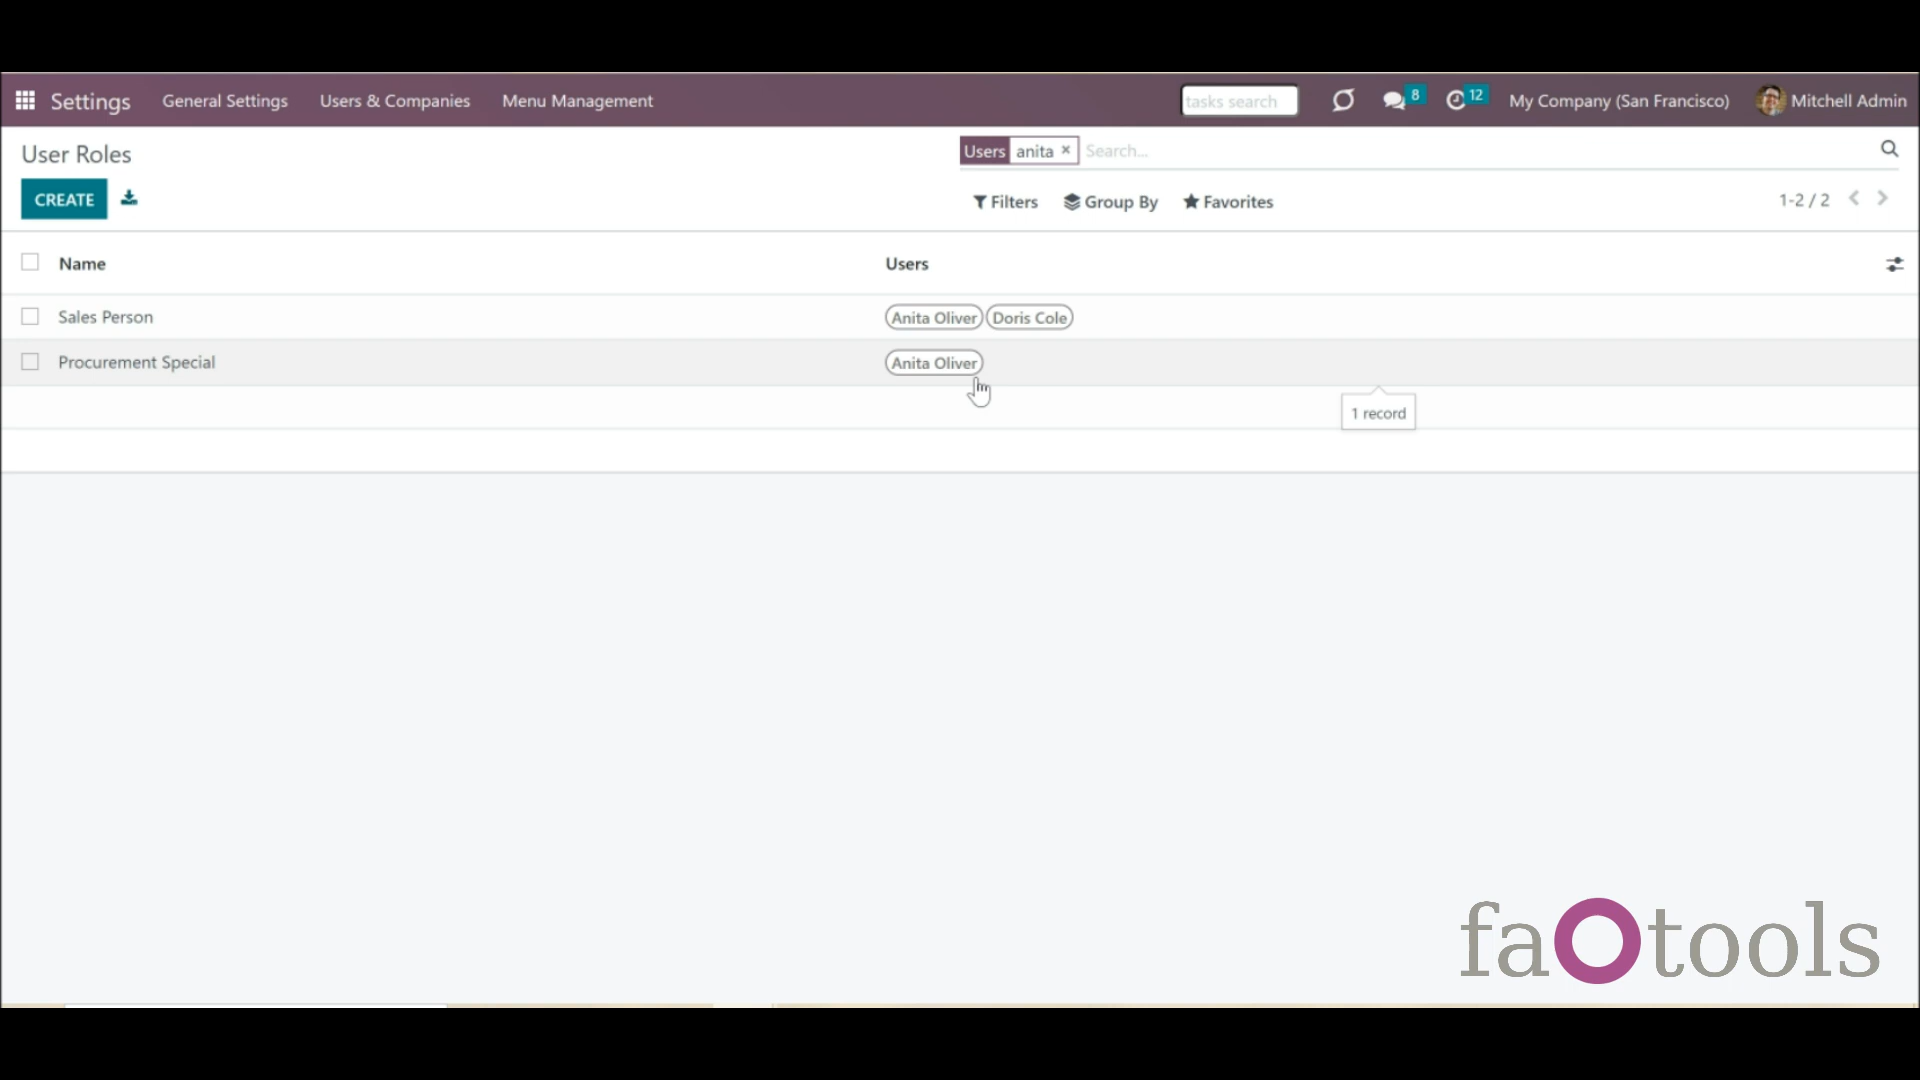 Settings General Settings Users & Companies Menu Management tasks search 8 12 My Company (San Francisco) Mitchell Admin
User Roles Users anita × Search...
CREATE Filters Group By Favorites 1-2 / 2
Name Users
Sales Person Anita Oliver Doris Cole
Procurement Special Anita Oliver
1 record
faOtools